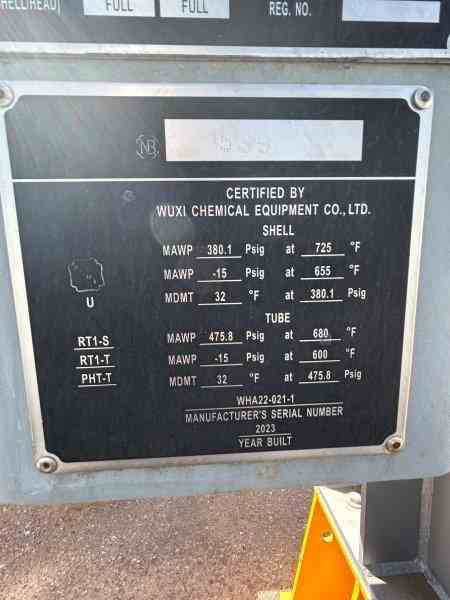 SHELL/HEAD) FULL FULL REG. NO.
NB
CERTIFIED BY
WUXI CHEMICAL EQUIPMENT CO., LTD.
SHELL
MAWP 380.1 Psig at 725 °F
MAWP -15 Psig at 655 °F
MDMT 32 °F at 380.1 Psig
U
TUBE
RT1-S MAWP 475.8 Psig at 680 °F
RT1-T MAWP -15 Psig at 600 °F
PHT-T MDMT 32 °F at 475.8 Psig
WHA22-021-1
MANUFACTURER'S SERIAL NUMBER
2023
YEAR BUILT